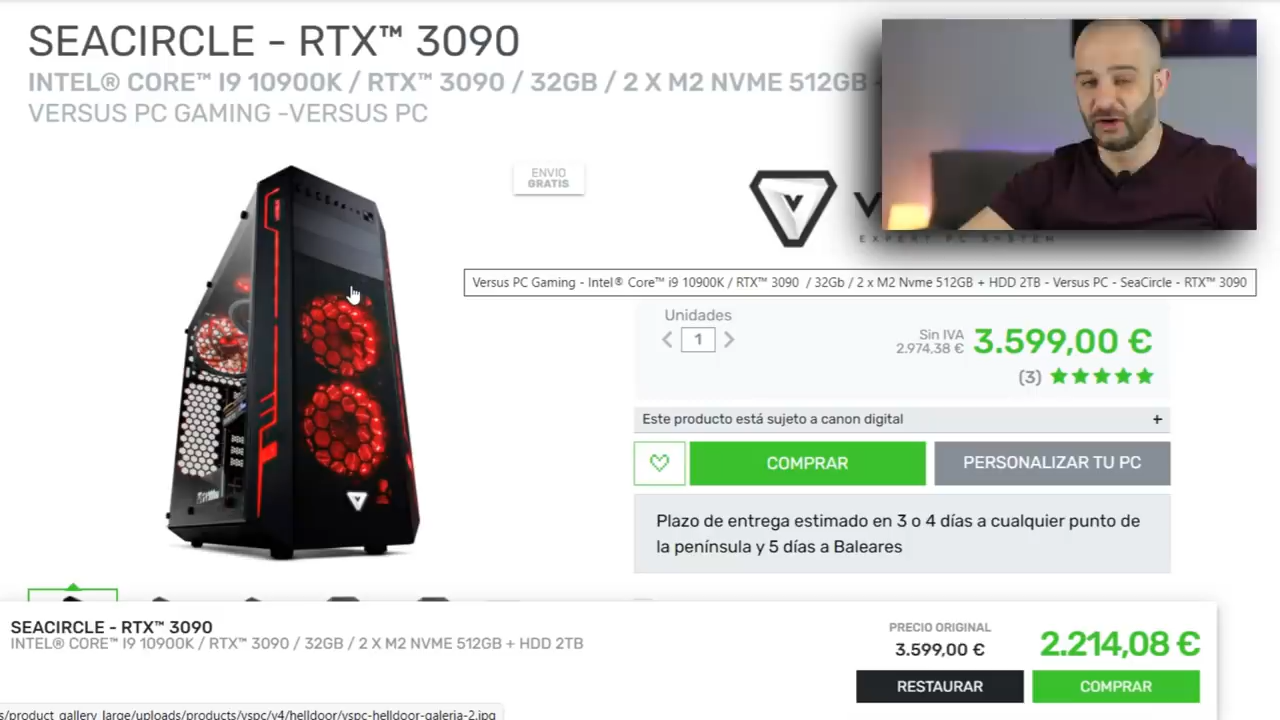 SEACIRCLE - RTX™ 3090
INTEL® CORE™ I9 10900K / RTX™ 3090 / 32GB / 2 X M2 NVME 512GB +
VERSUS PC GAMING -VERSUS PC
ENVIO
GRATIS
V
EXPERT PC SYSTEM
Versus PC Gaming - Intel® Core™ i9 10900K / RTX™ 3090 / 32Gb / 2 x M2 Nvme 512GB + HDD 2TB - Versus PC - SeaCircle - RTX™ 3090
Unidades
1
Sin IVA
2.974,38 €
3.599,00 €
(3)
Este producto está sujeto a canon digital +
COMPRAR
PERSONALIZAR TU PC
Plazo de entrega estimado en 3 o 4 días a cualquier punto de
la península y 5 días a Baleares
SEACIRCLE - RTX™ 3090
INTEL® CORE™ I9 10900K / RTX™ 3090 / 32GB / 2 X M2 NVME 512GB + HDD 2TB
PRECIO ORIGINAL
3.599,00 €
2.214,08 €
RESTAURAR
COMPRAR
s/product_gallery_large/uploads/products/vspc/v4/helldoor/vspc-helldoor-galeria-2.jpg